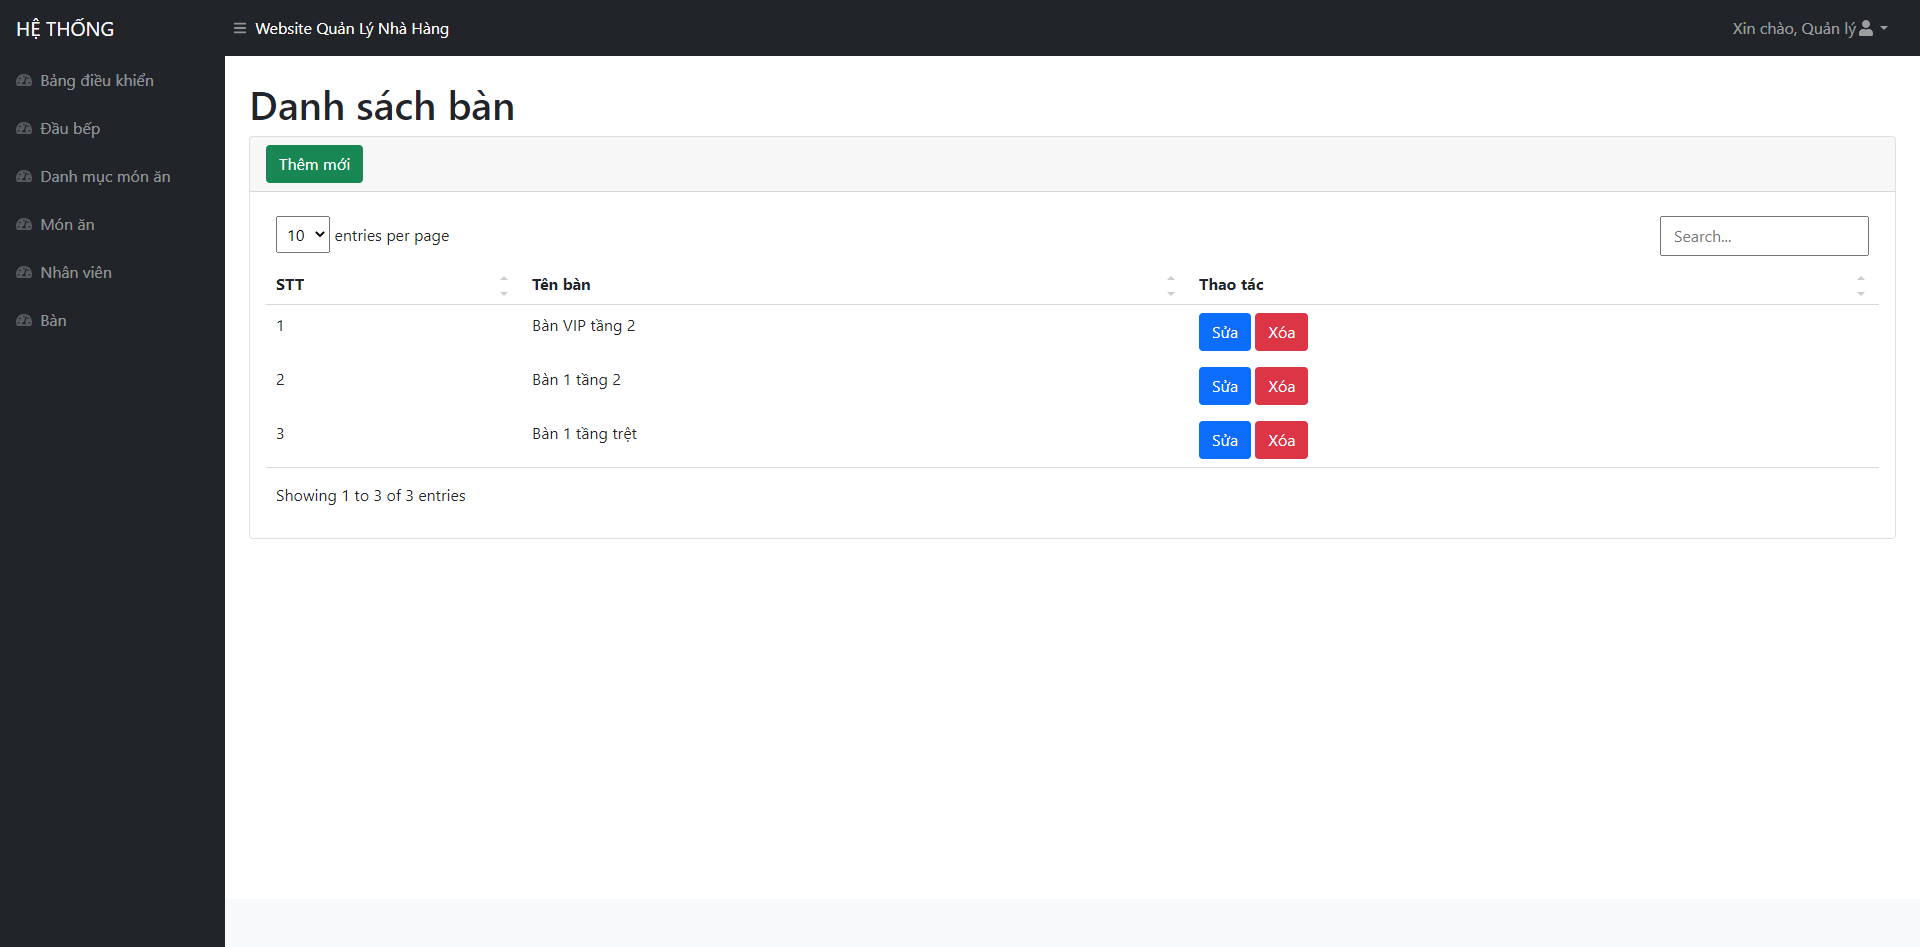 HỆ THỐNG
Website Quản Lý Nhà Hàng
Xin chào, Quản lý
Bảng điều khiển
Đầu bếp
Danh mục món ăn
Món ăn
Nhân viên
Bàn
Danh sách bàn
Thêm mới
10 entries per page
Search...
STT Tên bàn Thao tác
1 Bàn VIP tầng 2 Sửa Xóa
2 Bàn 1 tầng 2 Sửa Xóa
3 Bàn 1 tầng trệt Sửa Xóa
Showing 1 to 3 of 3 entries